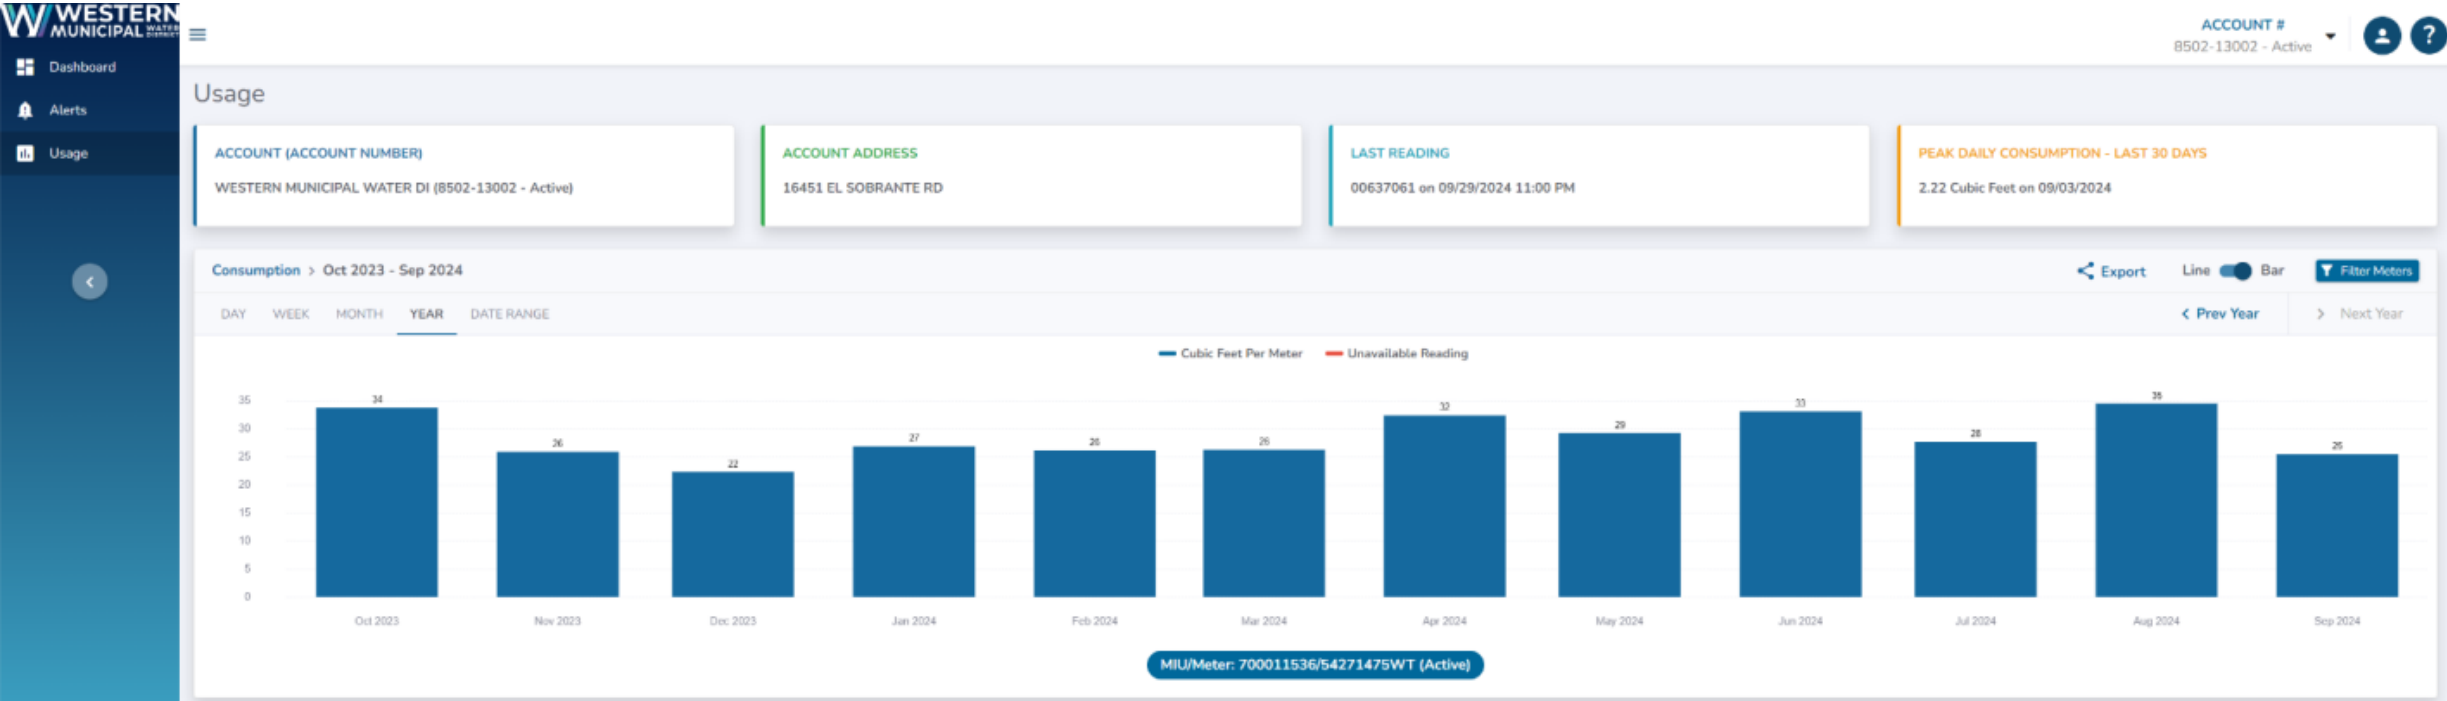 WESTERN
MUNICIPAL WATER DISTRICT
ACCOUNT #
8502-13002 - Active
?
Dashboard
Alerts
Usage
Usage
ACCOUNT (ACCOUNT NUMBER)
WESTERN MUNICIPAL WATER DI (8502-13002 - Active)
ACCOUNT ADDRESS
16451 EL SOBRANTE RD
LAST READING
00637061 on 09/29/2024 11:00 PM
PEAK DAILY CONSUMPTION - LAST 30 DAYS
2.22 Cubic Feet on 09/03/2024
Consumption > Oct 2023 - Sep 2024
Export
Line Bar
Filter Meters
DAY WEEK MONTH YEAR DATE RANGE
< Prev Year
> Next Year
Cubic Feet Per Meter Unavailable Reading
35
30
25
20
15
10
5
0
34 26 22 27 26 26 32 29 33 28 35 25
Oct 2023 Nov 2023 Dec 2023 Jan 2024 Feb 2024 Mar 2024 Apr 2024 May 2024 Jun 2024 Jul 2024 Aug 2024 Sep 2024
MIU/Meter: 700011536/54271475WT (Active)